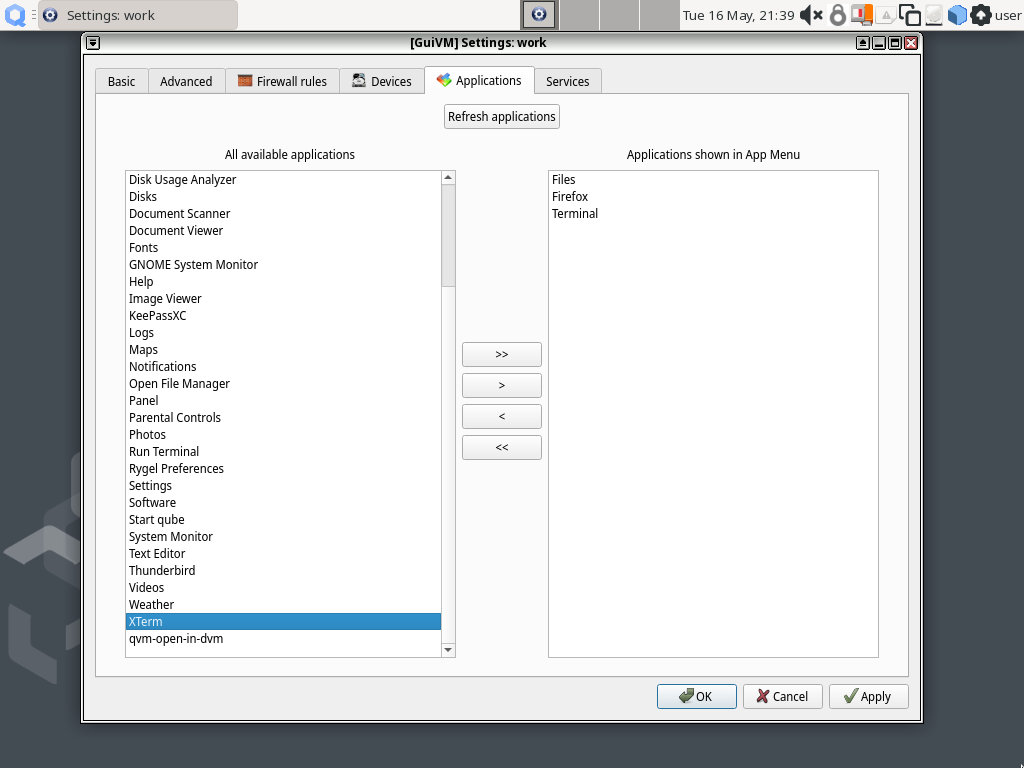 Settings: work
Tue 16 May, 21:39
user
[GuiVM] Settings: work
Basic
Advanced
Firewall rules
Devices
Applications
Services
Refresh applications
All available applications
Applications shown in App Menu
Disk Usage Analyzer
Disks
Document Scanner
Document Viewer
Fonts
GNOME System Monitor
Help
Image Viewer
KeePassXC
Logs
Maps
Notifications
Open File Manager
Panel
Parental Controls
Photos
Run Terminal
Rygel Preferences
Settings
Software
Start qube
System Monitor
Text Editor
Thunderbird
Videos
Weather
XTerm
qvm-open-in-dvm
>>
>
<
<<
Files
Firefox
Terminal
OK
Cancel
Apply